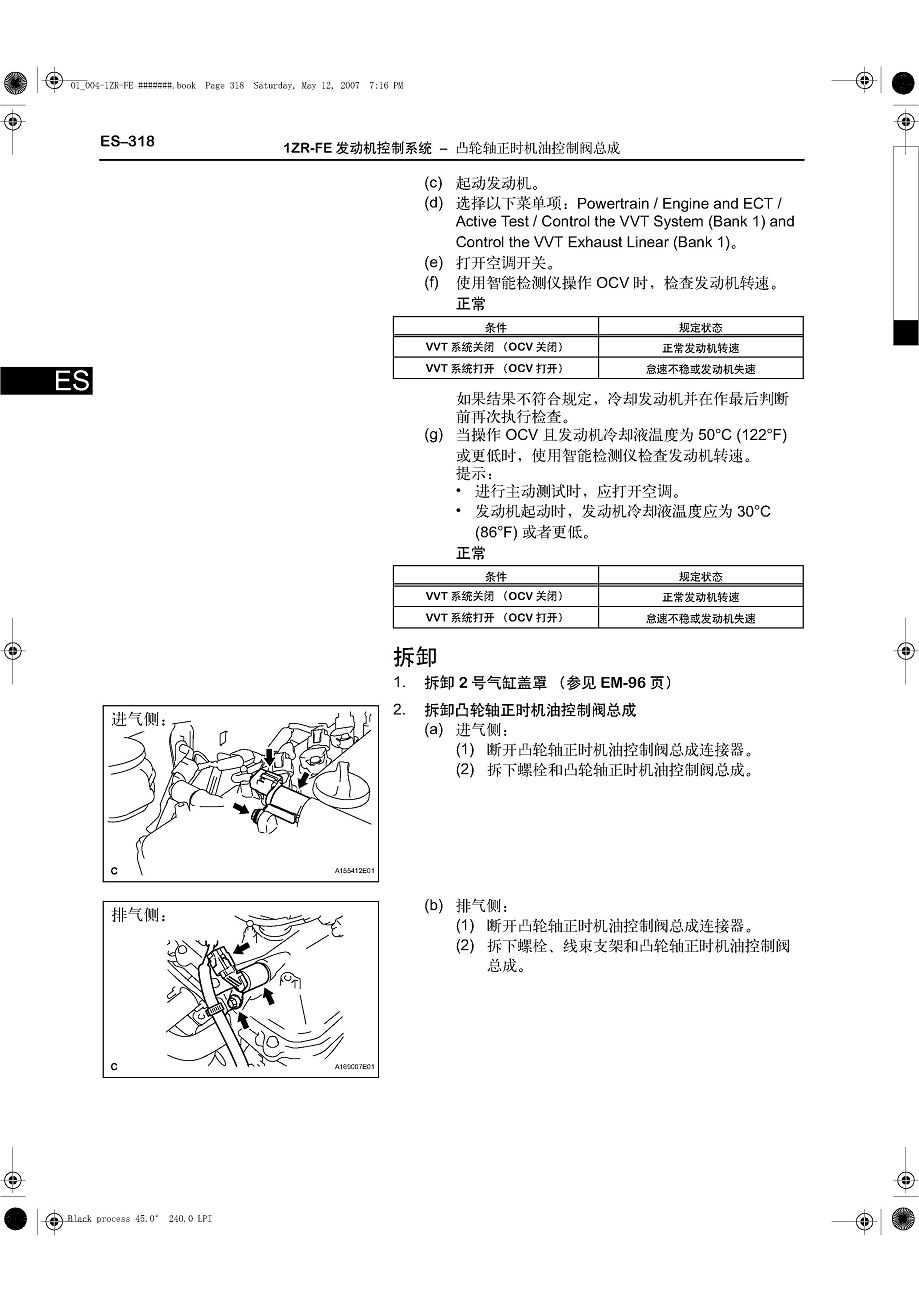 01_004-1ZR-FE #######.book Page 318 Saturday, May 12, 2007 7:16 PM
ES–318
1ZR-FE 发动机控制系统 – 凸轮轴正时机油控制阀总成
(c) 起动发动机。
(d) 选择以下菜单项：Powertrain / Engine and ECT /
Active Test / Control the VVT System (Bank 1) and
Control the VVT Exhaust Linear (Bank 1)。
(e) 打开空调开关。
(f) 使用智能检测仪操作 OCV 时，检查发动机转速。
正常
条件 规定状态
VVT 系统关闭 （OCV 关闭） 正常发动机转速
VVT 系统打开 （OCV 打开） 怠速不稳或发动机失速
ES
如果结果不符合规定，冷却发动机并在作最后判断
前再次执行检查。
(g) 当操作 OCV 且发动机冷却液温度为 50°C (122°F)
或更低时，使用智能检测仪检查发动机转速。
提示：
• 进行主动测试时，应打开空调。
• 发动机起动时，发动机冷却液温度应为 30°C
(86°F) 或者更低。
正常
条件 规定状态
VVT 系统关闭 （OCV 关闭） 正常发动机转速
VVT 系统打开 （OCV 打开） 怠速不稳或发动机失速
拆卸
1. 拆卸 2 号气缸盖罩 （参见 EM-96 页）
2. 拆卸凸轮轴正时机油控制阀总成
(a) 进气侧：
(1) 断开凸轮轴正时机油控制阀总成连接器。
(2) 拆下螺栓和凸轮轴正时机油控制阀总成。
进气侧：
C
A155412E01
(b) 排气侧：
(1) 断开凸轮轴正时机油控制阀总成连接器。
(2) 拆下螺栓、线束支架和凸轮轴正时机油控制阀
总成。
排气侧：
C
A169007E01
Black process 45.0° 240.0 LPI